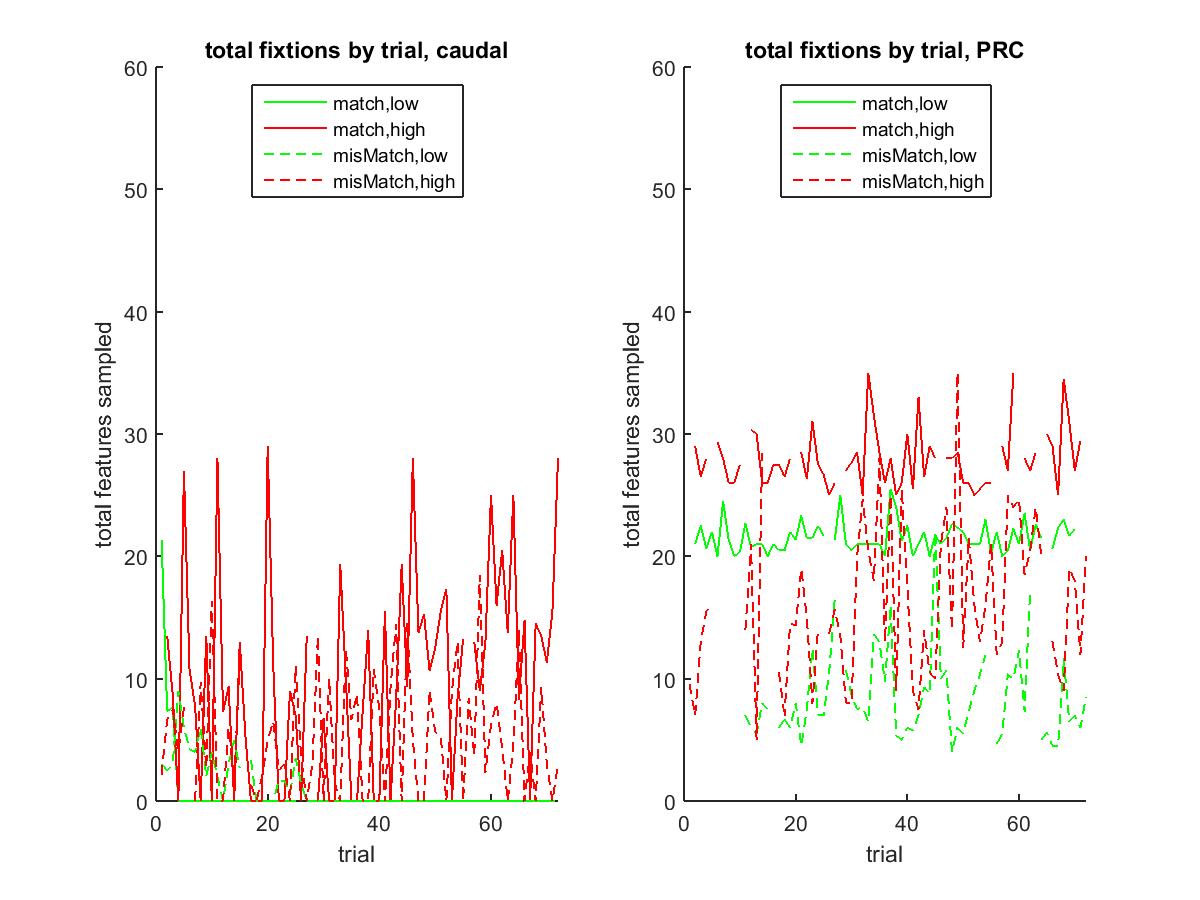 total fixtions by trial, caudal
match,low
match,high
misMatch,low
misMatch,high
total features sampled
60
50
40
30
20
10
0
0 20 40 60
trial
total fixtions by trial, PRC
match,low
match,high
misMatch,low
misMatch,high
total features sampled
60
50
40
30
20
10
0
0 20 40 60
trial